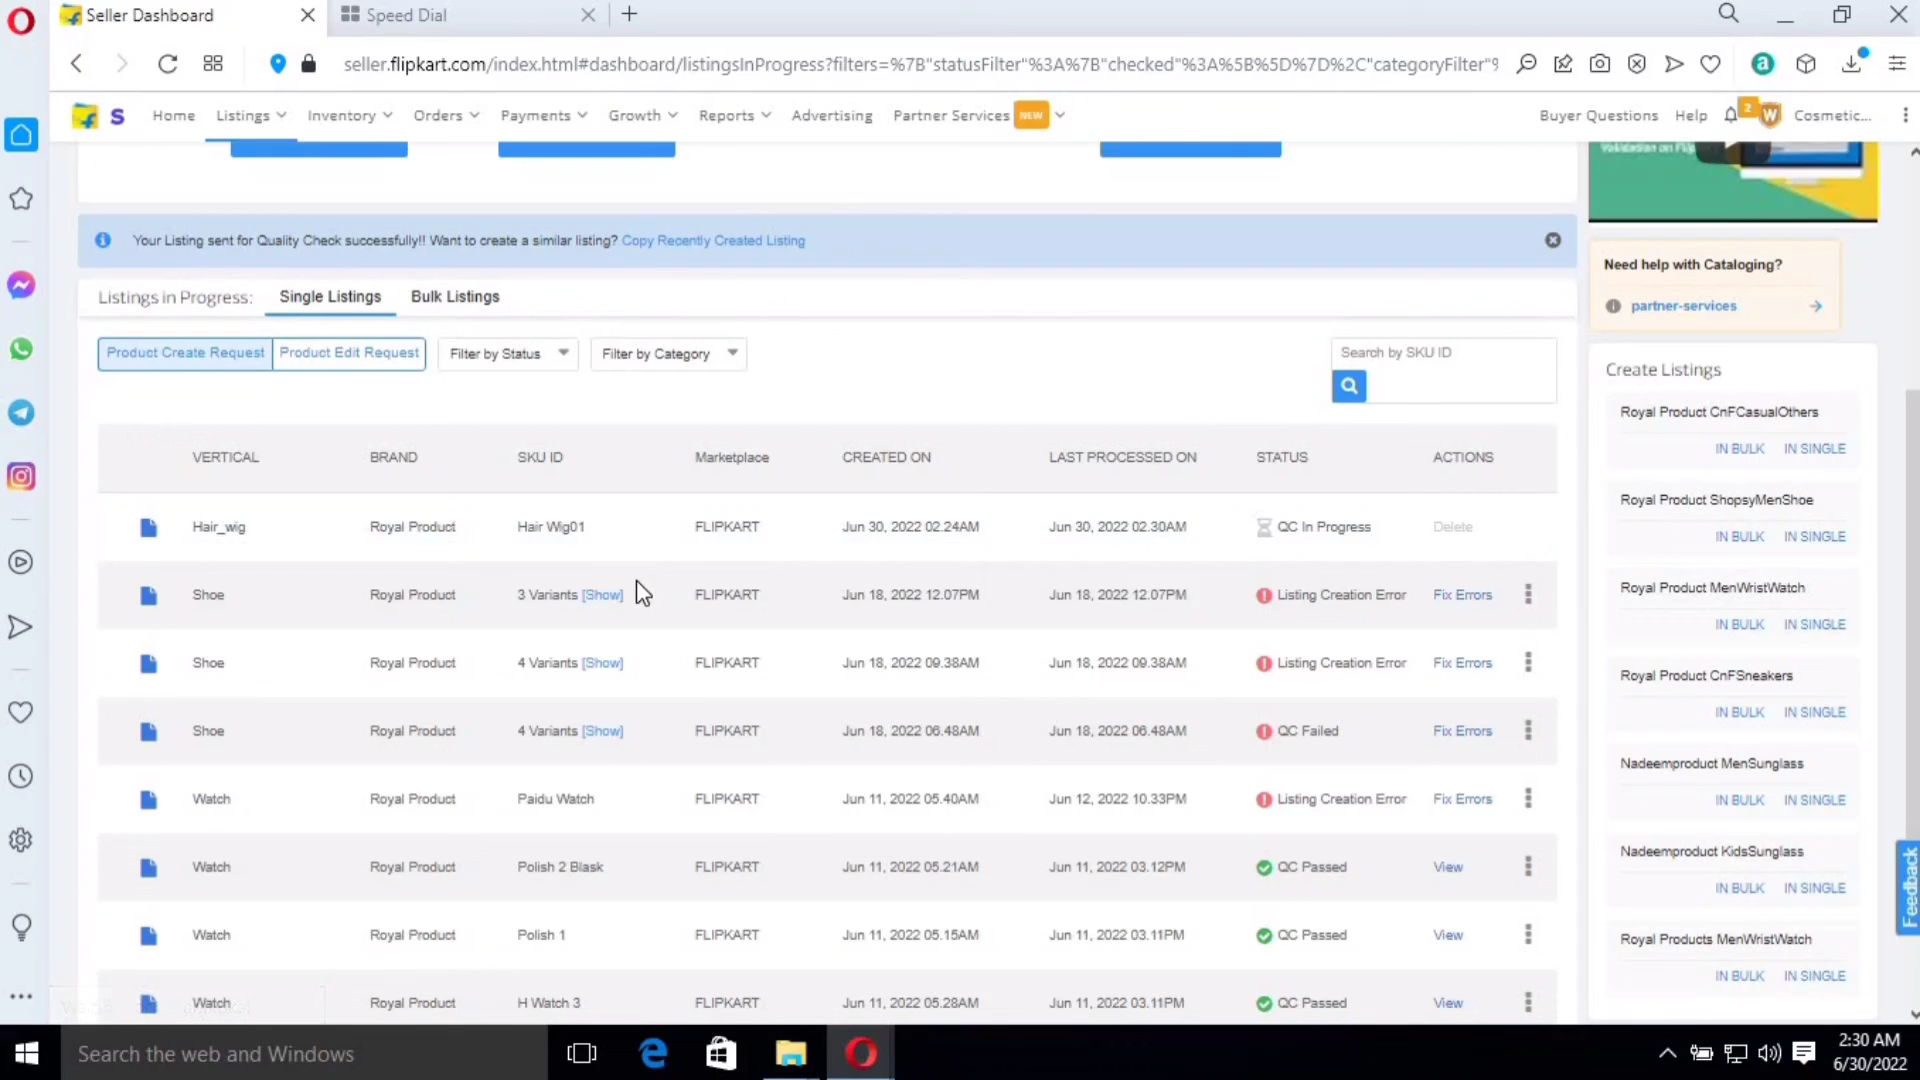 Seller Dashboard
Speed Dial
seller.flipkart.com/index.html#dashboard/listingsInProgress?filters=%7B"statusFilter"%3A%7B"checked"%3A%5B%5D%7D%2C"categoryFilter"%
Home Listings Inventory Orders Payments Growth Reports Advertising Partner Services NEW Buyer Questions Help 2 Cosmetic...
Your Listing sent for Quality Check successfully!! Want to create a similar listing? Copy Recently Created Listing
Listings in Progress: Single Listings Bulk Listings
Product Create Request Product Edit Request Filter by Status Filter by Category Search by SKU ID
VERTICAL BRAND SKU ID Marketplace CREATED ON LAST PROCESSED ON STATUS ACTIONS
Hair_wig Royal Product Hair Wig01 FLIPKART Jun 30, 2022 02.24AM Jun 30, 2022 02.30AM QC In Progress Delete
Shoe Royal Product 3 Variants [Show] FLIPKART Jun 18, 2022 12.07PM Jun 18, 2022 12.07PM Listing Creation Error Fix Errors
Shoe Royal Product 4 Variants [Show] FLIPKART Jun 18, 2022 09.38AM Jun 18, 2022 09.38AM Listing Creation Error Fix Errors
Shoe Royal Product 4 Variants [Show] FLIPKART Jun 18, 2022 06.48AM Jun 18, 2022 06.48AM QC Failed Fix Errors
Watch Royal Product Paidu Watch FLIPKART Jun 11, 2022 05.40AM Jun 12, 2022 10.33PM Listing Creation Error Fix Errors
Watch Royal Product Polish 2 Blask FLIPKART Jun 11, 2022 05.21AM Jun 11, 2022 03.12PM QC Passed View
Watch Royal Product Polish 1 FLIPKART Jun 11, 2022 05.15AM Jun 11, 2022 03.11PM QC Passed View
Watch Royal Product H Watch 3 FLIPKART Jun 11, 2022 05.28AM Jun 11, 2022 03.11PM QC Passed View
Need help with Cataloging?
partner-services
Create Listings
Royal Product CnFCasualOthers
IN BULK IN SINGLE
Royal Product ShopsyMenShoe
IN BULK IN SINGLE
Royal Product MenWristWatch
IN BULK IN SINGLE
Royal Product CnFSneakers
IN BULK IN SINGLE
Nadeemproduct MenSunglass
IN BULK IN SINGLE
Nadeemproduct KidsSunglass
IN BULK IN SINGLE
Royal Products MenWristWatch
IN BULK IN SINGLE
Feedback
Search the web and Windows
2:30 AM
6/30/2022